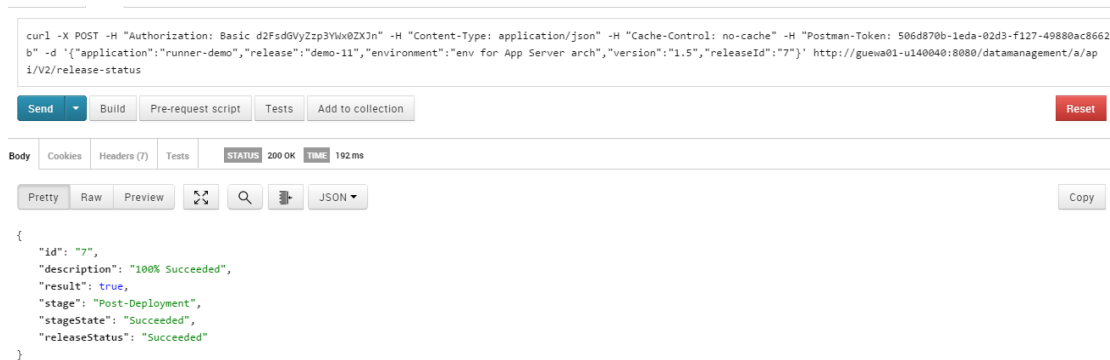 curl -X POST -H "Authorization: Basic d2FsdGVyZzp3YWx0ZXJn" -H "Content-Type: application/json" -H "Cache-Control: no-cache" -H "Postman-Token: 506d870b-1eda-02d3-f127-49880ac8662
b" -d '{"application":"runner-demo","release":"demo-11","environment":"env for App Server arch","version":"1.5","releaseId":"7"}' http://guewa01-u140040:8080/datamanagement/a/ap
i/V2/release-status
Send Build Pre-request script Tests Add to collection Reset
Body Cookies Headers (7) Tests STATUS 200 OK TIME 192 ms
Pretty Raw Preview JSON Copy
{
"id": "7",
"description": "100% Succeeded",
"result": true,
"stage": "Post-Deployment",
"stageState": "Succeeded",
"releaseStatus": "Succeeded"
}